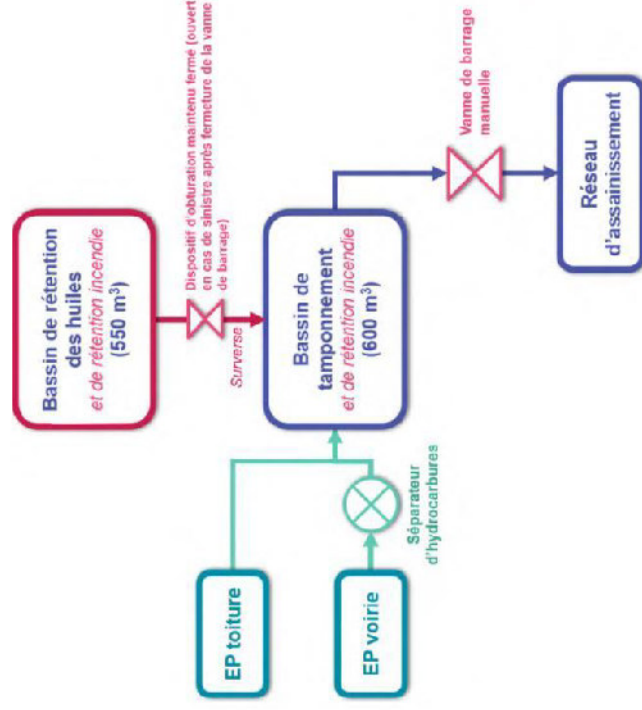 Bassin de rétention
des huiles
et de rétention incendie
(550 m³)
Dispositif d'obturation maintenu fermé (ouvert
en cas de sinistre après fermeture de la vanne
de barrage)
Surverse
EP toiture
EP voirie
Séparateur
d'hydrocarbures
Bassin de
tamponnement
et de rétention incendie
(600 m³)
Vanne de barrage
manuelle
Réseau
d'assainissement